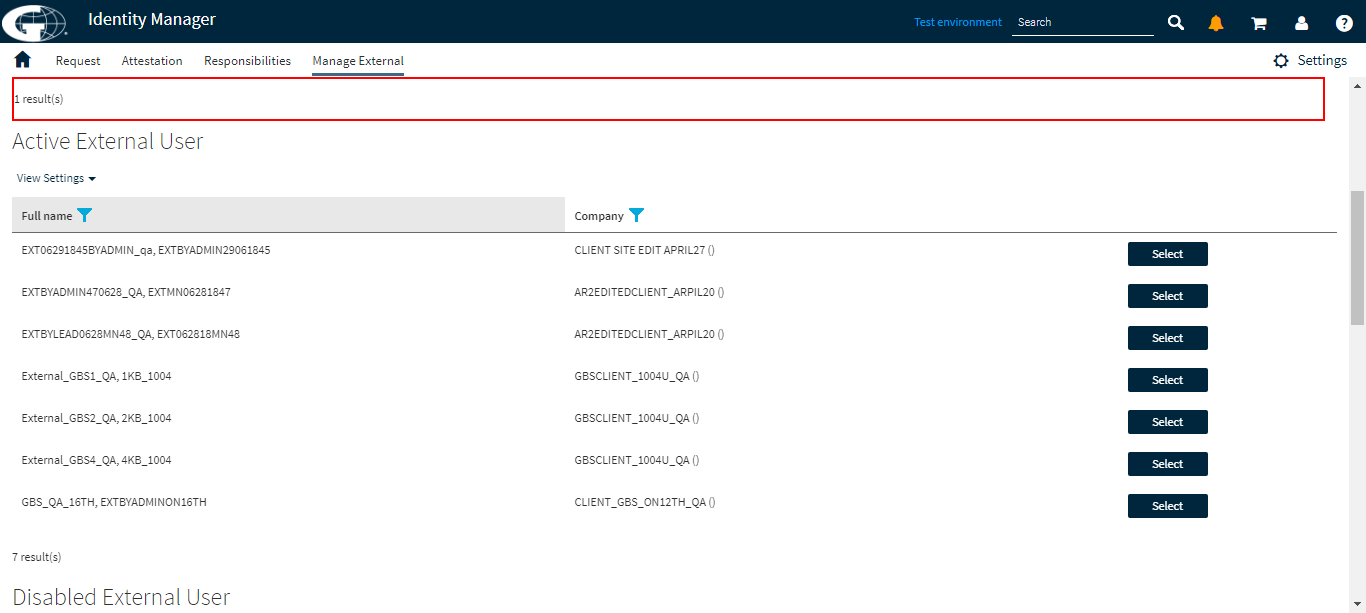 Identity Manager
Test environment
Search
Request
Attestation
Responsibilities
Manage External
Settings
1 result(s)
Active External User
View Settings
Full name
Company
EXT06291845BYADMIN_qa, EXTBYADMIN29061845
CLIENT SITE EDIT APRIL27 ()
Select
EXTBYADMIN470628_QA, EXTMN06281847
AR2EDITEDCLIENT_ARPIL20 ()
Select
EXTBYLEAD0628MN48_QA, EXT062818MN48
AR2EDITEDCLIENT_ARPIL20 ()
Select
External_GBS1_QA, 1KB_1004
GBSCLIENT_1004U_QA ()
Select
External_GBS2_QA, 2KB_1004
GBSCLIENT_1004U_QA ()
Select
External_GBS4_QA, 4KB_1004
GBSCLIENT_1004U_QA ()
Select
GBS_QA_16TH, EXTBYADMINON16TH
CLIENT_GBS_ON12TH_QA ()
Select
7 result(s)
Disabled External User